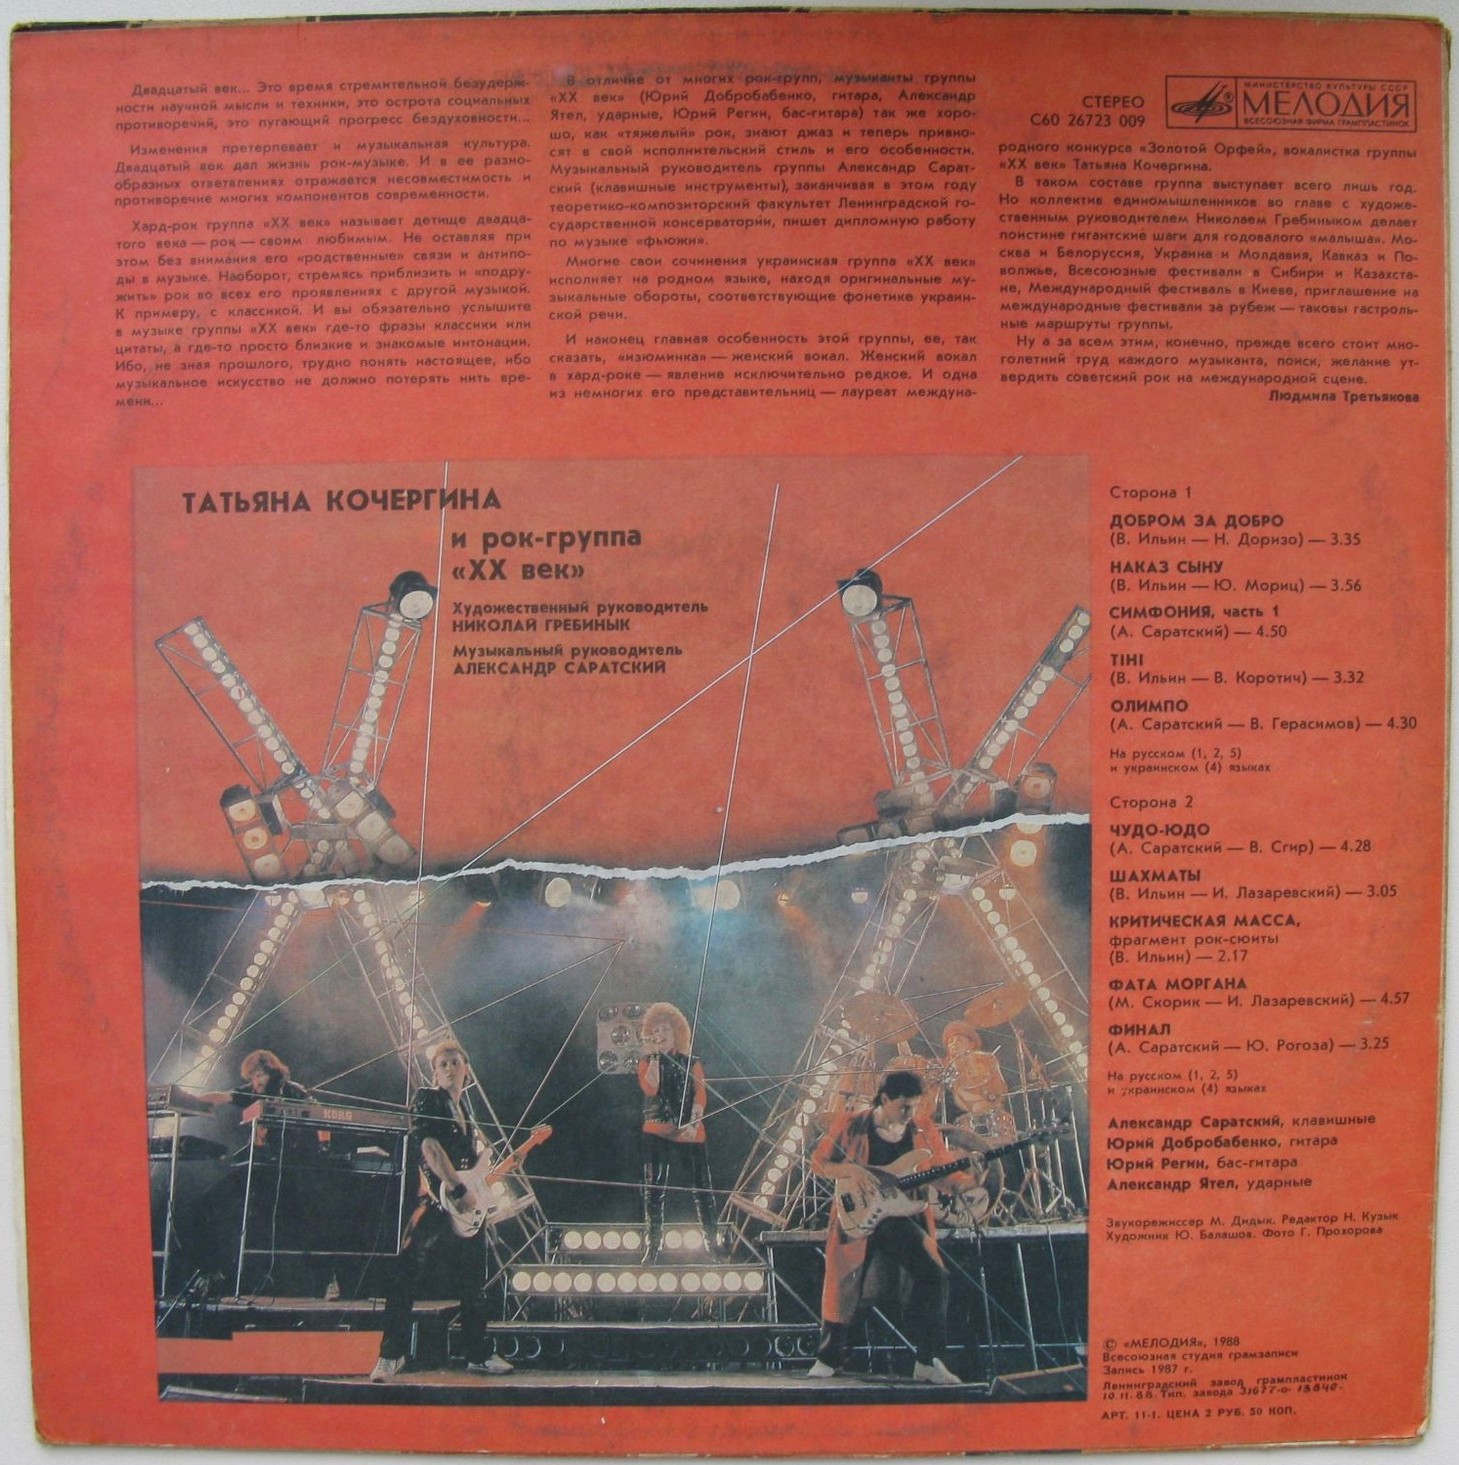 Двадцатый век... Это время стремительной безудерж-
ности научной мысли и техники, это острота социальных
противоречий, это пугающий прогресс бездуховности...
Изменения претерпевает и музыкальная культура.
Двадцатый век дал жизнь рок-музыке. И в ее разно-
образных ответвлениях отражается несовместимость и
противоречие многих компонентов современности.
Хард-рок группа «ХХ век» называет детище двадца-
того века — рок — своим любимым. Не оставляя при
этом без внимания его «родственные» связи и антипо-
ды в музыке. Наоборот, стремясь приблизить и «подру-
жить» рок во всех его проявлениях с другой музыкой.
К примеру, с классикой. И вы обязательно услышите
в музыке группы «ХХ век» где-то фразы классики или
цитаты, а где-то просто близкие и знакомые интонации.
Ибо, не зная прошлого, трудно понять настоящее, ибо
музыкальное искусство не должно потерять нить вре-
мени...
В отличие от многих рок-групп, музыканты группы
«ХХ век» (Юрий Добробабенко, гитара, Александр
Ятел, ударные, Юрий Регин, бас-гитара) так же хоро-
шо, как «тяжелый» рок, знают джаз и теперь привно-
сят в свой исполнительский стиль и его особенности.
Музыкальный руководитель группы Александр Сарат-
ский (клавишные инструменты), заканчивая в этом году
теоретико-композиторский факультет Ленинградской го-
сударственной консерватории, пишет дипломную работу
по музыке «фьюжи».
Многие свои сочинения украинская группа «ХХ век»
исполняет на родном языке, находя оригинальные му-
зыкальные обороты, соответствующие фонетике украин-
ской речи.
И наконец главная особенность этой группы, ее, так
сказать, «изюминка» — женский вокал. Женский вокал
в хард-роке — явление исключительно редкое. И одна
из немногих его представительниц — лауреат междуна-
СТЕРЕО
С60 26723 009
МИНИСТЕРСТВО КУЛЬТУРЫ СССР
МЕЛОДИЯ
ВСЕСОЮЗНАЯ ФИРМА ГРАМПЛАСТИНОК
родного конкурса «Золотой Орфей», вокалистка группы
«ХХ век» Татьяна Кочергина.
В таком составе группа выступает всего лишь год.
Но коллектив единомышленников во главе с художе-
ственным руководителем Николаем Гребиныком делает
поистине гигантские шаги для годовалого «малыша». Мо-
сква и Белоруссия, Украина и Молдавия, Кавказ и По-
волжье, Всесоюзные фестивали в Сибири и Казахста-
не, Международный фестиваль в Киеве, приглашение на
международные фестивали за рубеж — таковы гастроль-
ные маршруты группы.
Ну а за всем этим, конечно, прежде всего стоит мно-
голетний труд каждого музыканта, поиск, желание ут-
вердить советский рок на международной сцене.
Людмила Третьякова
ТАТЬЯНА КОЧЕРГИНА
и рок-группа
«ХХ век»
Художественный руководитель
НИКОЛАЙ ГРЕБИНЫК
Музыкальный руководитель
АЛЕКСАНДР САРАТСКИЙ
KORG
Сторона 1
ДОБРОМ ЗА ДОБРО
(В. Ильин — Н. Доризо) — 3.35
НАКАЗ СЫНУ
(В. Ильин — Ю. Мориц) — 3.56
СИМФОНИЯ, часть 1
(А. Саратский) — 4.50
ТІНІ
(В. Ильин — В. Коротич) — 3.32
ОЛИМПО
(А. Саратский — В. Герасимов) — 4.30
На русском (1, 2, 5)
и украинском (4) языках
Сторона 2
ЧУДО-ЮДО
(А. Саратский — В. Сгир) — 4.28
ШАХМАТЫ
(В. Ильин — И. Лазаревский) — 3.05
КРИТИЧЕСКАЯ МАССА,
фрагмент рок-сюиты
(В. Ильин) — 2.17
ФАТА МОРГАНА
(М. Скорик — И. Лазаревский) — 4.57
ФИНАЛ
(А. Саратский — Ю. Рогоза) — 3.25
На русском (1, 2, 5)
и украинском (4) языках
Александр Саратский, клавишные
Юрий Добробабенко, гитара
Юрий Регин, бас-гитара
Александр Ятел, ударные
Звукорежиссер М. Дидык. Редактор Н. Кузык
Художник Ю. Балашов. Фото Г. Прохорова
© «МЕЛОДИЯ», 1988
Всесоюзная студия грамзаписи
Запись 1987 г.
Ленинградский завод грампластинок
10.11.88. Тип. завода
АРТ. 11-1. ЦЕНА 2 РУБ. 50 КОП.